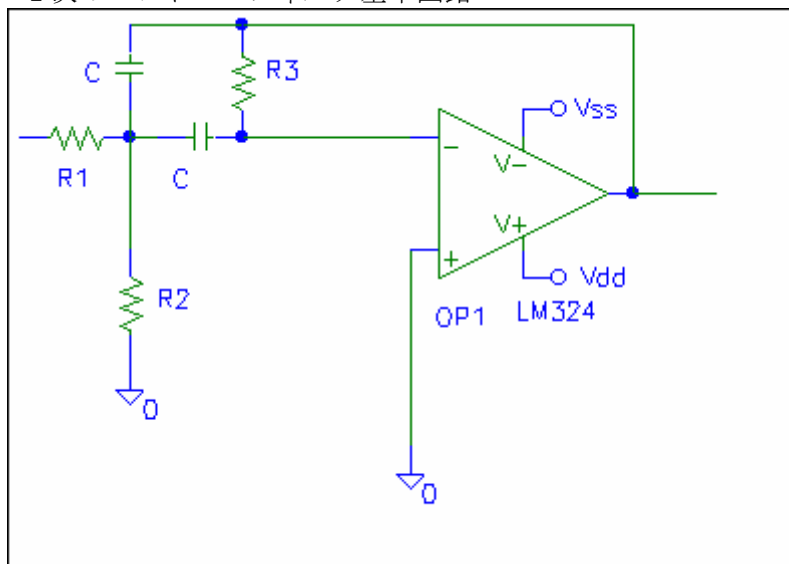 C
R3
Vss
R1
C
V-
-
V+
+
Vdd
R2
OP1
LM324
0
0